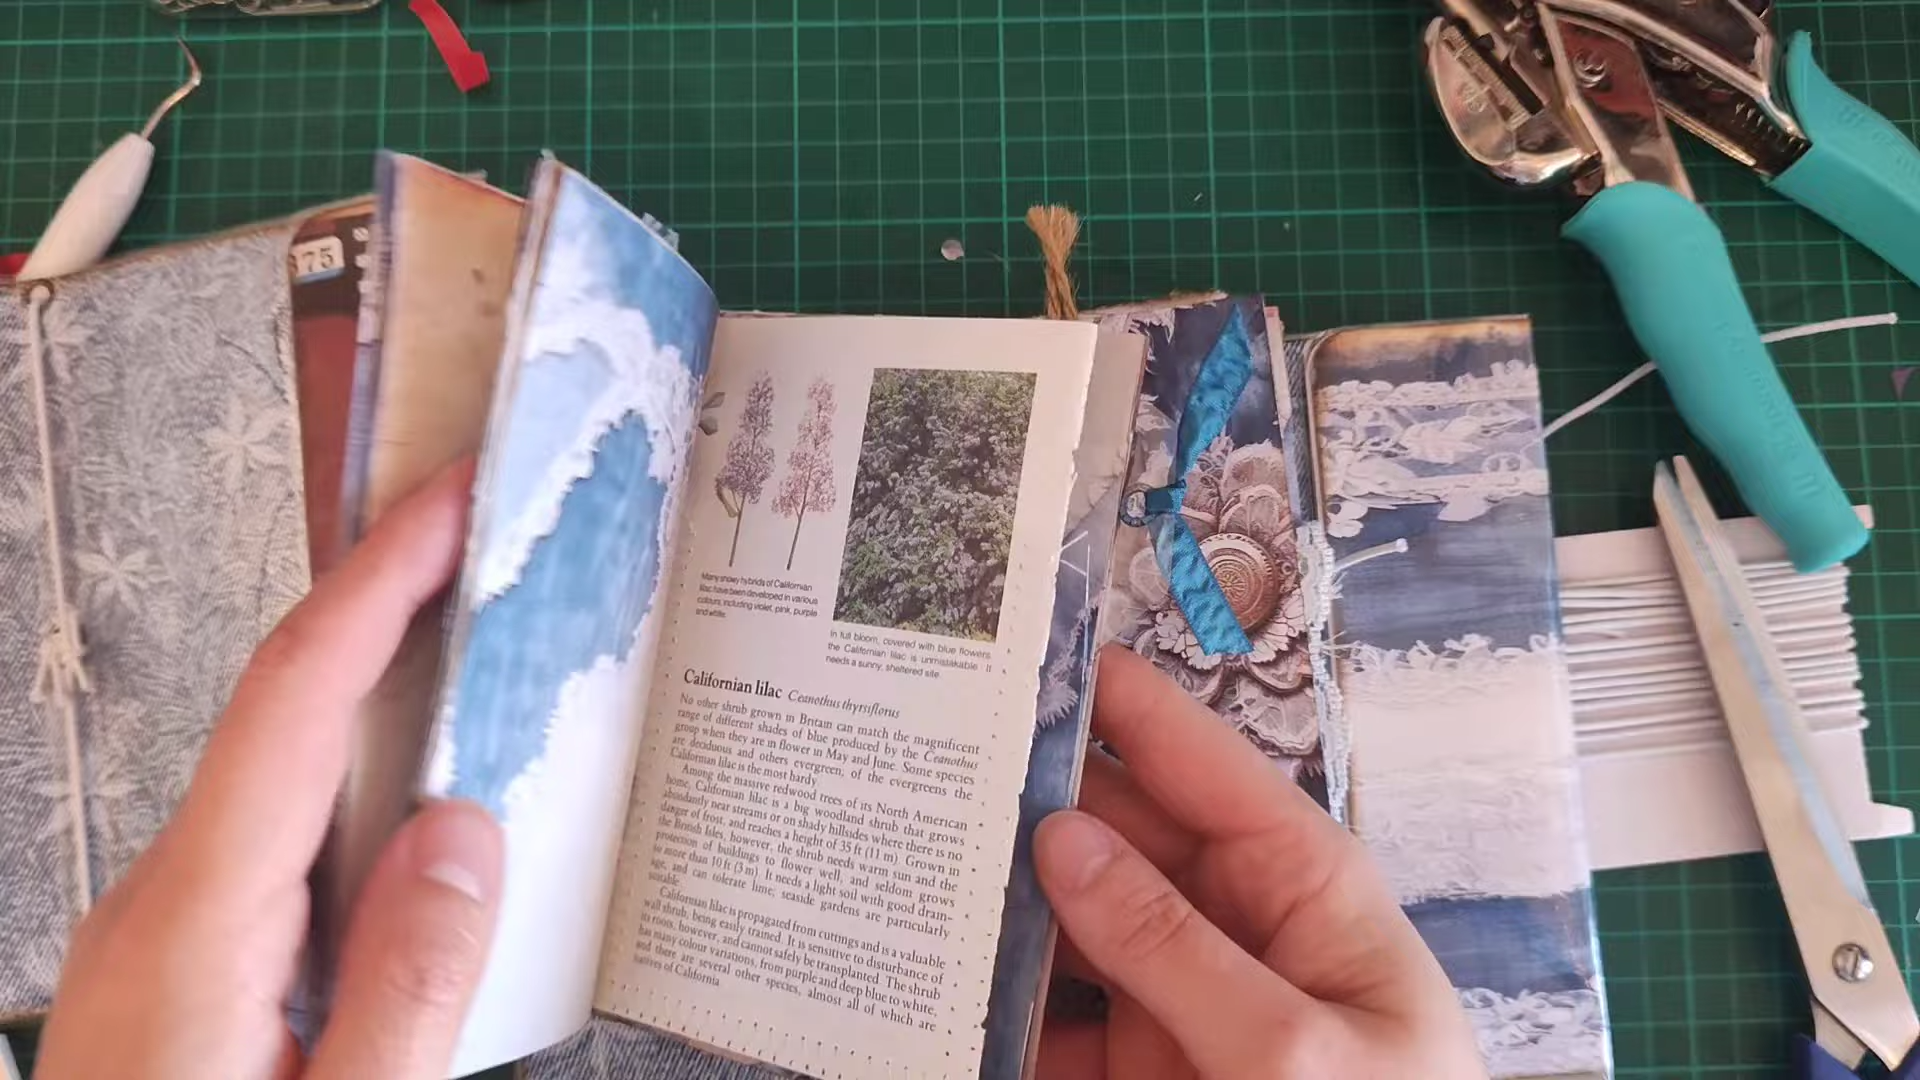 375
Many showy hybrids of Californian
lilac have been developed in various
colours, including violet, pink, purple
and white.
In full bloom, covered with blue flowers,
the Californian lilac is unmistakable. It
needs a sunny, sheltered site.
Californian lilac Ceanothus thyrsiflorus
No other shrub grown in Britain can match the magnificent
range of different shades of blue produced by the Ceanothus
group when they are in flower in May and June. Some species
are deciduous and others evergreen; of the evergreens the
Californian lilac is the most hardy.
Among the massive redwood trees of its North American
home, Californian lilac is a big woodland shrub that grows
abundantly near streams or on shady hillsides where there is no
danger of frost, and reaches a height of 35 ft (11 m). Grown in
the British Isles, however, the shrub needs warm sun and the
protection of buildings to flower well, and seldom grows
to more than 10 ft (3 m). It needs a light soil with good drain-
age, and can tolerate lime; seaside gardens are particularly
suitable.
Californian lilac is propagated from cuttings and is a valuable
wall shrub, being easily trained. It is sensitive to disturbance of
its roots, however, and cannot safely be transplanted. The shrub
has many colour variations, from purple and deep blue to white,
and there are several other species, almost all of which are
natives of California.